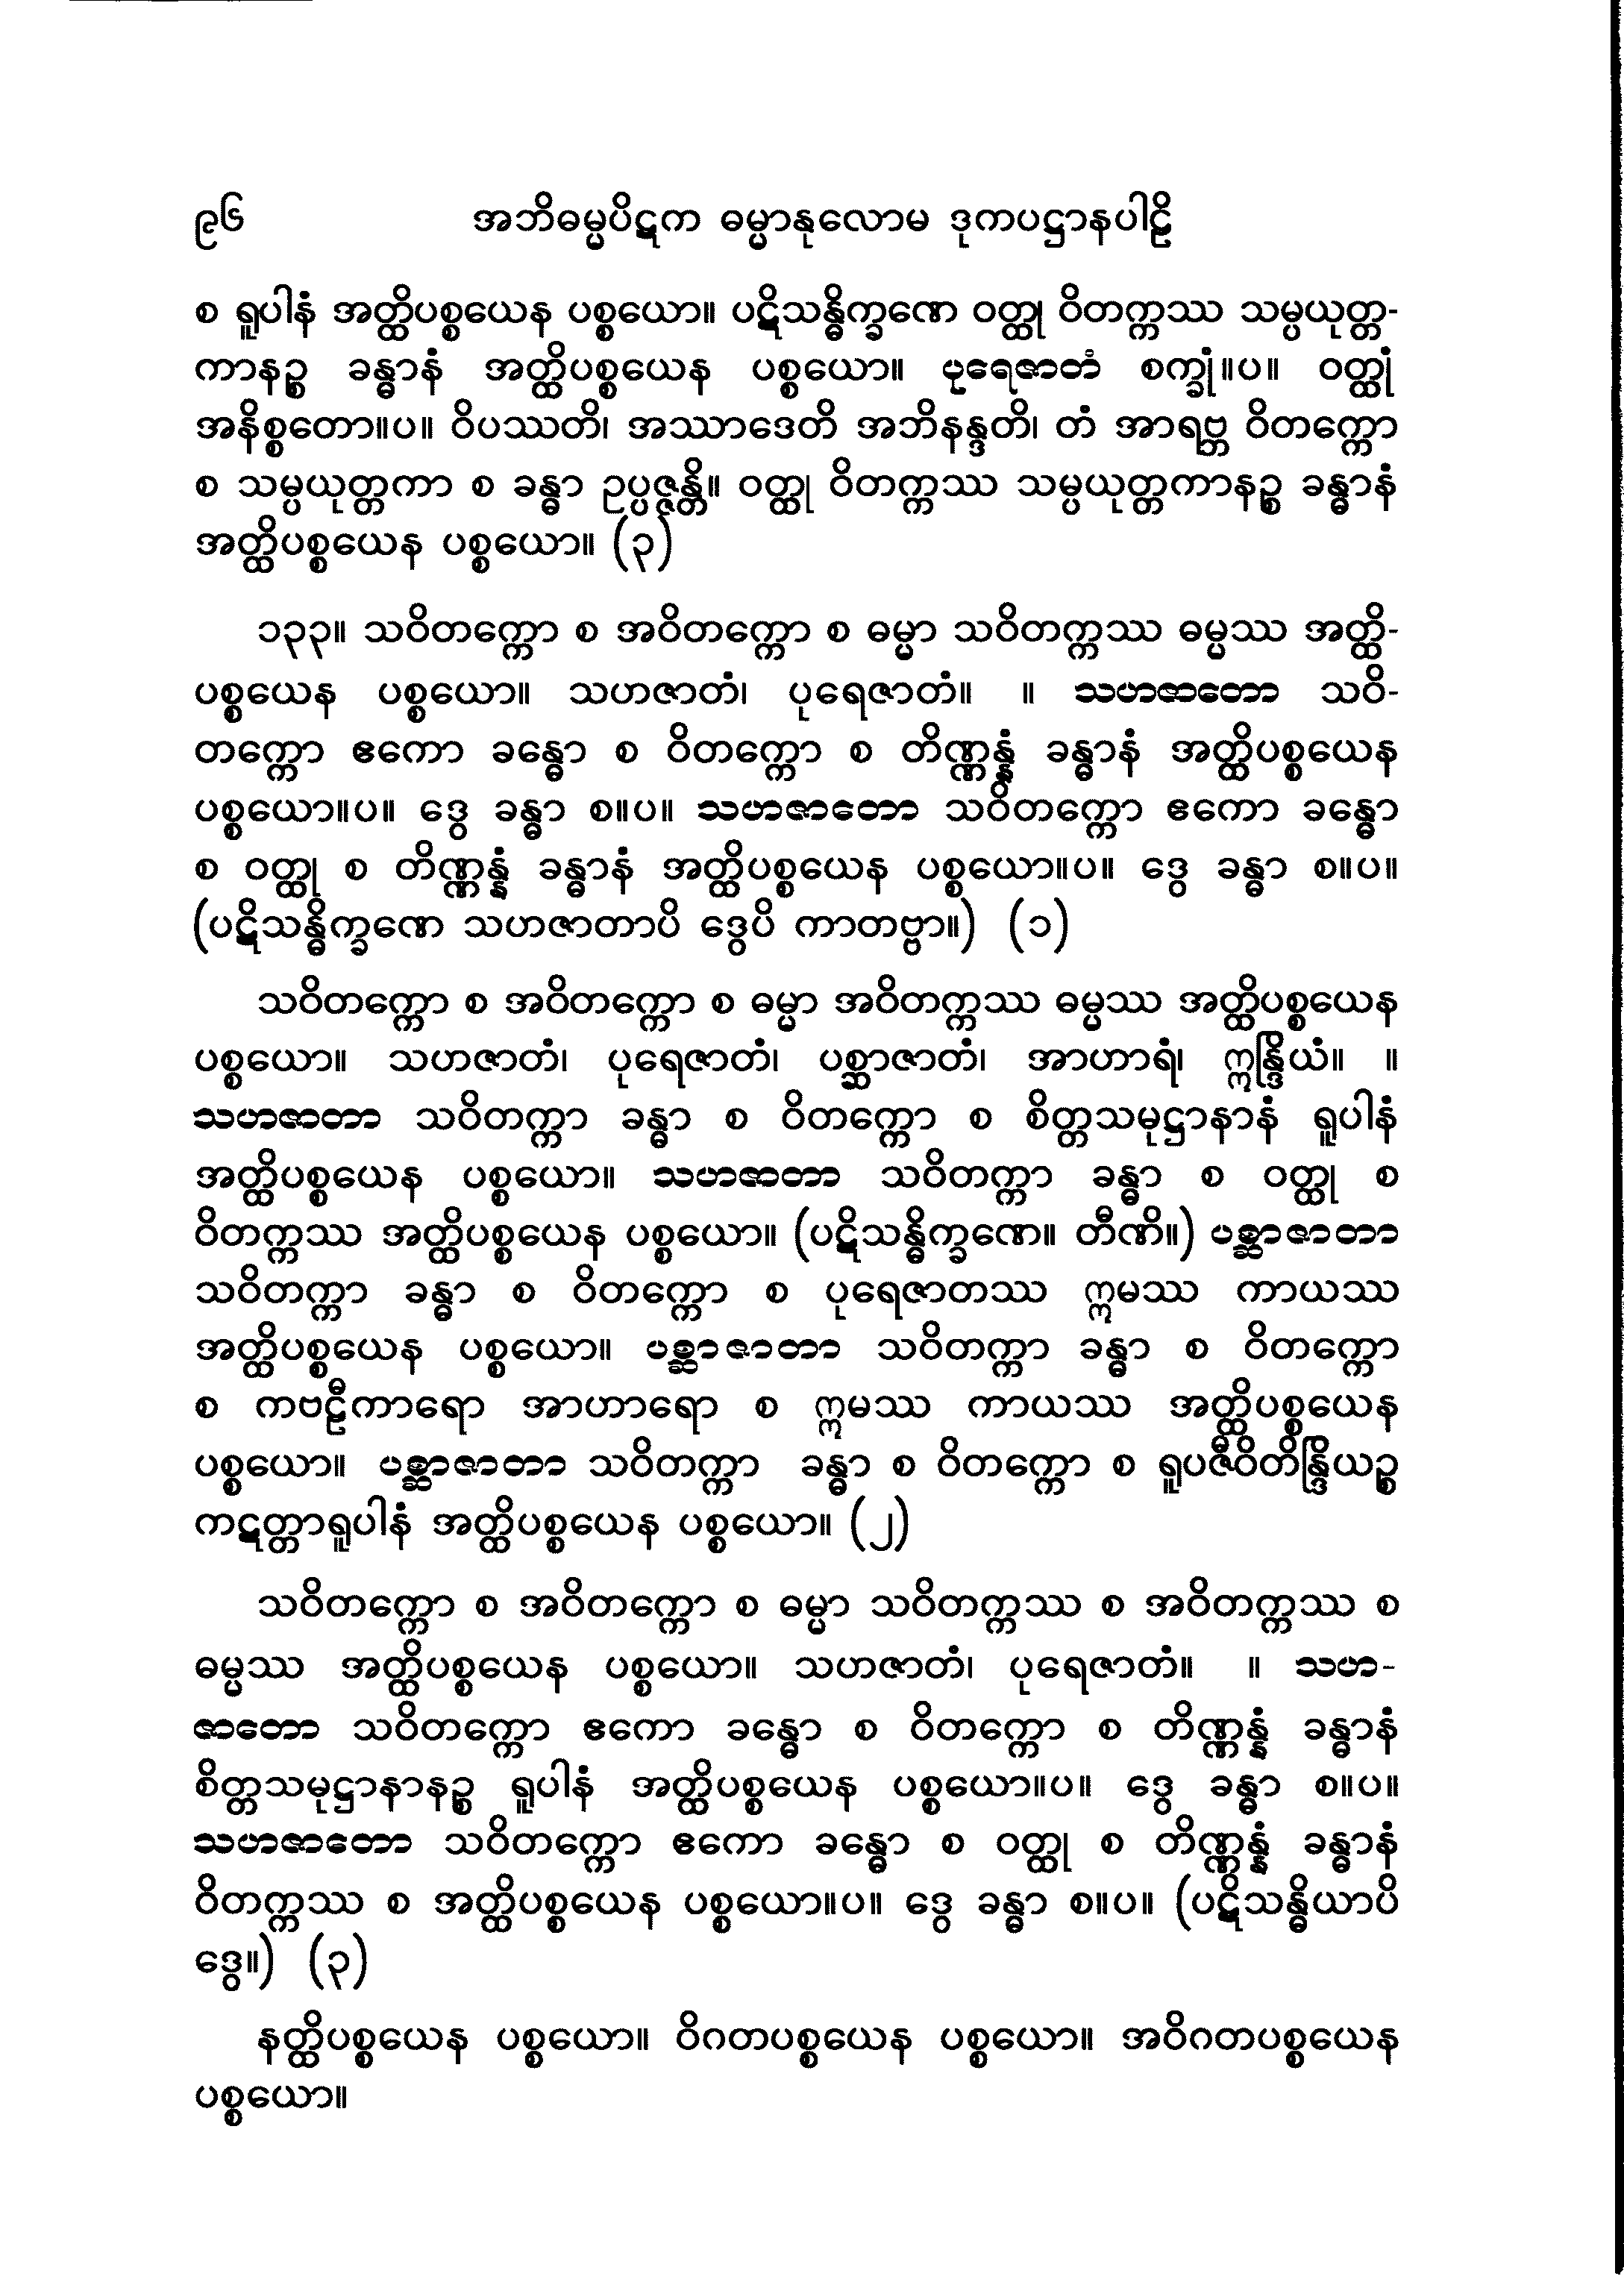 ၉၆ အဘိဓမ္မပိဋက ဓမ္မာနုလောမ ဒုကပဋ္ဌာနပါဠိ
စ ရူပါနံ အတ္ထိပစ္စယေန ပစ္စယော။ ပဋိသန္ဓိက္ခဏေ ဝတ္ထု ဝိတက္ကဿ သမ္ပယုတ္တ-
ကာနဉ္စ ခန္ဓာနံ အတ္ထိပစ္စယေန ပစ္စယော။ ပုရေဇာတံ စက္ခုံ။ပ။ ဝတ္ထုံ
အနိစ္စတော။ပ။ ဝိပဿတိ၊ အဿာဒေတိ အဘိနန္ဒတိ၊ တံ အာရဗ္ဘ ဝိတက္ကော
စ သမ္ပယုတ္တကာ စ ခန္ဓာ ဥပ္ပဇ္ဇန္တိ။ ဝတ္ထု ဝိတက္ကဿ သမ္ပယုတ္တကာနဉ္စ ခန္ဓာနံ
အတ္ထိပစ္စယေန ပစ္စယော။ (၃)
၁၃၃။ သဝိတက္ကော စ အဝိတက္ကော စ ဓမ္မာ သဝိတက္ကဿ ဓမ္မဿ အတ္ထိ-
ပစ္စယေန ပစ္စယော။ သဟဇာတံ၊ ပုရေဇာတံ။ ။ သဟဇာတော သဝိ-
တက္ကော ဧကော ခန္ဓော စ ဝိတက္ကော စ တိဏ္ဏန္နံ ခန္ဓာနံ အတ္ထိပစ္စယေန
ပစ္စယော။ပ။ ဒွေ ခန္ဓာ စ။ပ။ သဟဇာတော သဝိတက္ကော ဧကော ခန္ဓော
စ ဝတ္ထု စ တိဏ္ဏန္နံ ခန္ဓာနံ အတ္ထိပစ္စယေန ပစ္စယော။ပ။ ဒွေ ခန္ဓာ စ။ပ။
(ပဋိသန္ဓိက္ခဏေ သဟဇာတာပိ ဒွေပိ ကာတဗ္ဗာ။) (၁)
သဝိတက္ကော စ အဝိတက္ကော စ ဓမ္မာ အဝိတက္ကဿ ဓမ္မဿ အတ္ထိပစ္စယေန
ပစ္စယော။ သဟဇာတံ၊ ပုရေဇာတံ၊ ပစ္ဆာဇာတံ၊ အာဟာရံ၊ ဣန္ဒြိယံ။ ။
သဟဇာတာ သဝိတက္ကာ ခန္ဓာ စ ဝိတက္ကော စ စိတ္တသမုဋ္ဌာနာနံ ရူပါနံ
အတ္ထိပစ္စယေန ပစ္စယော။ သဟဇာတာ သဝိတက္ကာ ခန္ဓာ စ ဝတ္ထု စ
ဝိတက္ကဿ အတ္ထိပစ္စယေန ပစ္စယော။ (ပဋိသန္ဓိက္ခဏေ။ တီဏိ။) ပစ္ဆာဇာတာ
သဝိတက္ကာ ခန္ဓာ စ ဝိတက္ကော စ ပုရေဇာတဿ ဣမဿ ကာယဿ
အတ္ထိပစ္စယေန ပစ္စယော။ ပစ္ဆာဇာတာ သဝိတက္ကာ ခန္ဓာ စ ဝိတက္ကော
စ ကဗဠီကာရော အာဟာရော စ ဣမဿ ကာယဿ အတ္ထိပစ္စယေန
ပစ္စယော။ ပစ္ဆာဇာတာ သဝိတက္ကာ ခန္ဓာ စ ဝိတက္ကော စ ရူပဇီဝိတိန္ဒြိယဉ္စ
ကဋတ္တာရူပါနံ အတ္ထိပစ္စယေန ပစ္စယော။ (၂)
သဝိတက္ကော စ အဝိတက္ကော စ ဓမ္မာ သဝိတက္ကဿ စ အဝိတက္ကဿ စ
ဓမ္မဿ အတ္ထိပစ္စယေန ပစ္စယော။ သဟဇာတံ၊ ပုရေဇာတံ။ ။ သဟ-
ဇာတော သဝိတက္ကော ဧကော ခန္ဓော စ ဝိတက္ကော စ တိဏ္ဏန္နံ ခန္ဓာနံ
စိတ္တသမုဋ္ဌာနာနဉ္စ ရူပါနံ အတ္ထိပစ္စယေန ပစ္စယော။ပ။ ဒွေ ခန္ဓာ စ။ပ။
သဟဇာတော သဝိတက္ကော ဧကော ခန္ဓော စ ဝတ္ထု စ တိဏ္ဏန္နံ ခန္ဓာနံ
ဝိတက္ကဿ စ အတ္ထိပစ္စယေန ပစ္စယော။ပ။ ဒွေ ခန္ဓာ စ။ပ။ (ပဋိသန္ဓိယာပိ
ဒွေ။) (၃)
နတ္ထိပစ္စယေန ပစ္စယော။ ဝိဂတပစ္စယေန ပစ္စယော။ အဝိဂတပစ္စယေန
ပစ္စယော။